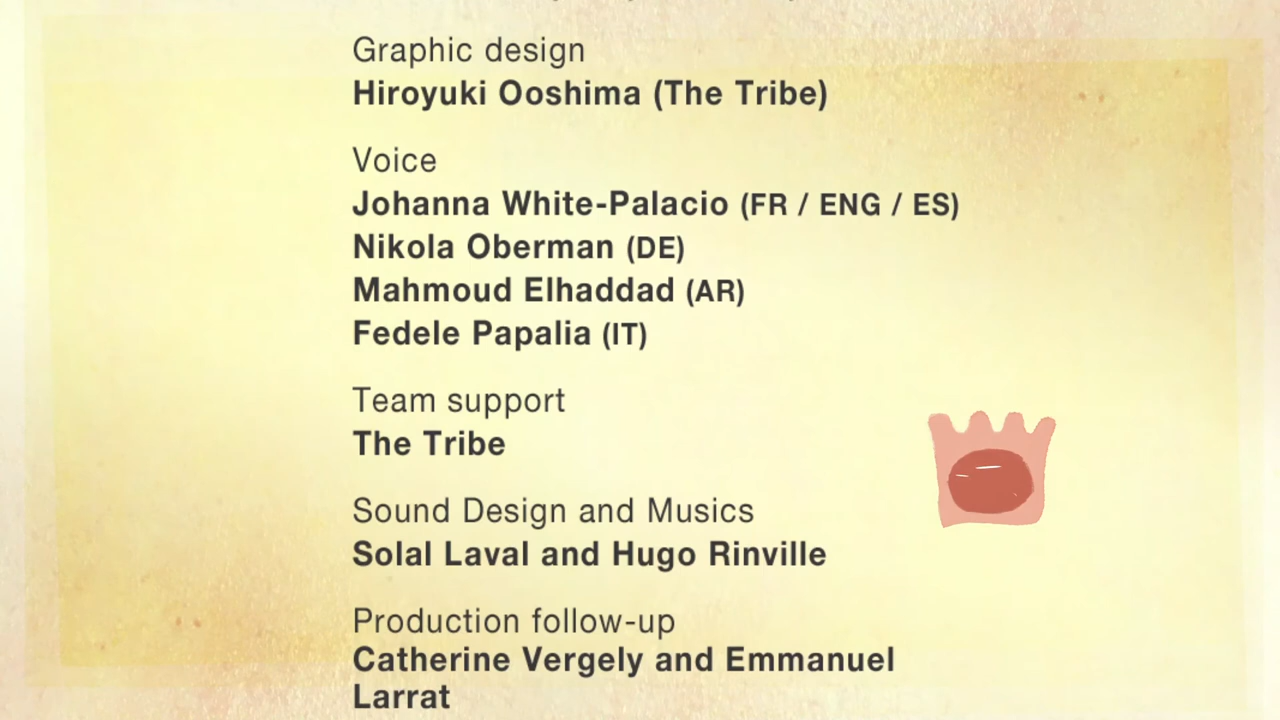 Graphic design
Hiroyuki Ooshima (The Tribe)
Voice
Johanna White-Palacio (FR / ENG / ES)
Nikola Oberman (DE)
Mahmoud Elhaddad (AR)
Fedele Papalia (IT)
Team support
The Tribe
Sound Design and Musics
Solal Laval and Hugo Rinville
Production follow-up
Catherine Vergely and Emmanuel
Larrat